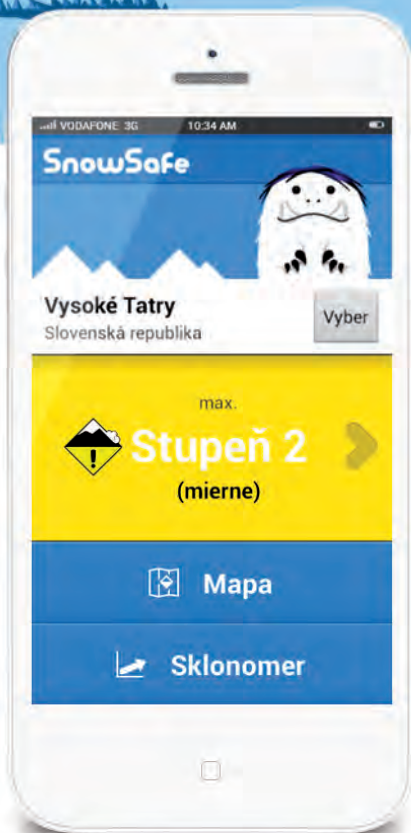 VODAFONE 3G 10:34 AM
SnowSafe
Vysoké Tatry
Slovenská republika
Vyber
max.
Stupeň 2
(mierne)
Mapa
Sklonomer